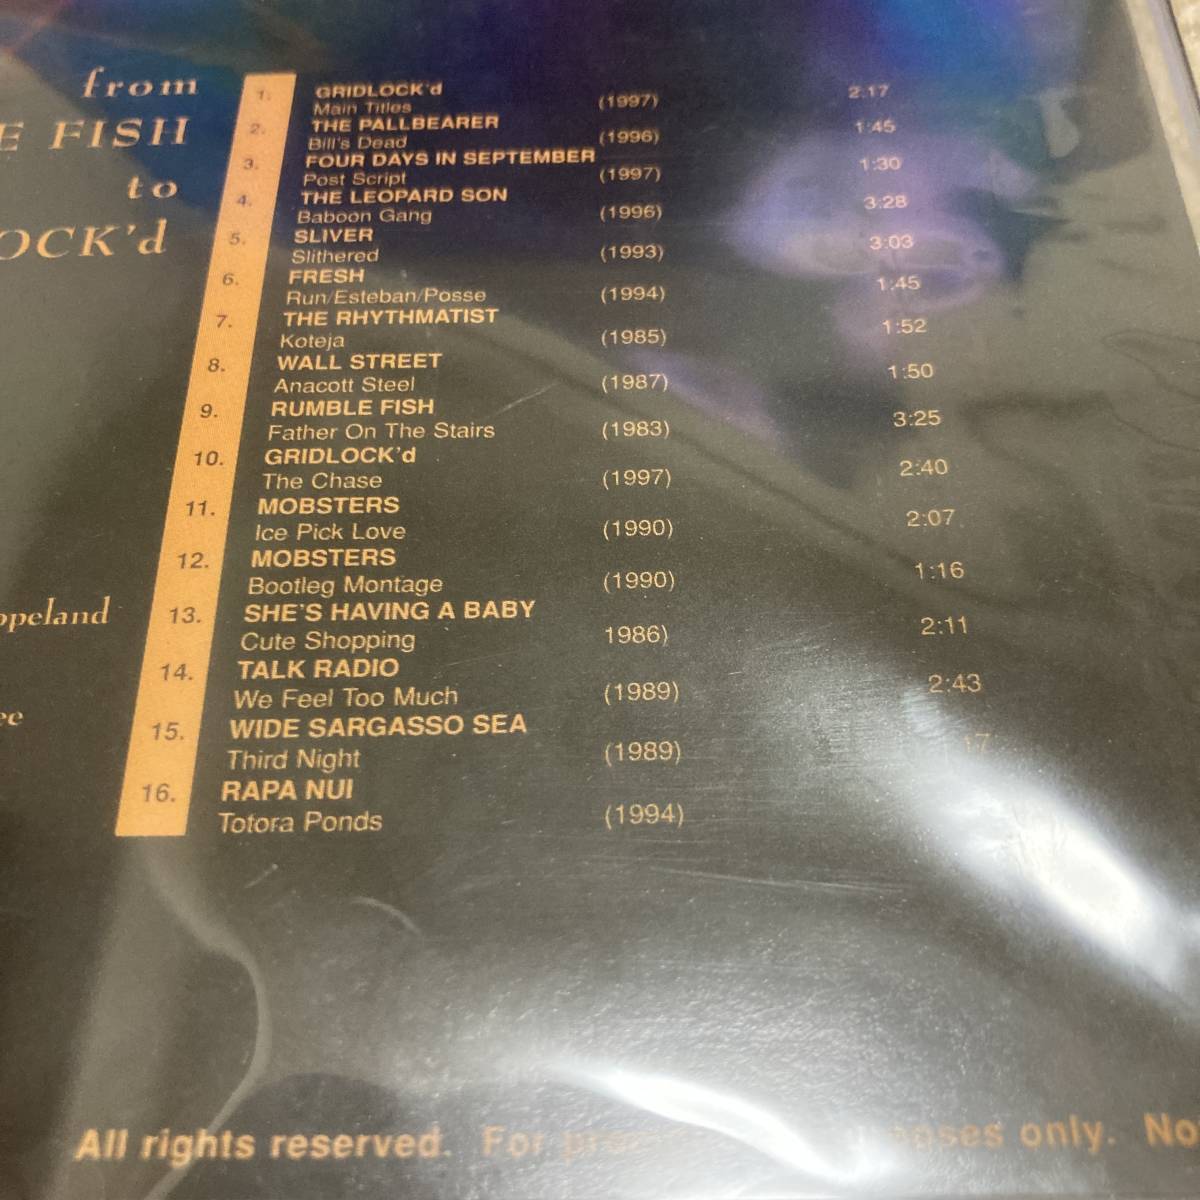 from
E FISH
to
OCK'd
ppeland
ee
1. GRIDLOCK'd
Main Titles (1997) 2:17
2. THE PALLBEARER
Bill's Dead (1996) 1:45
3. FOUR DAYS IN SEPTEMBER
Post Script (1997) 1:30
4. THE LEOPARD SON
Baboon Gang (1996) 3:28
5. SLIVER
Slithered (1993) 3:03
6. FRESH
Run/Esteban/Posse (1994) 1:45
7. THE RHYTHMATIST
Koteja (1985) 1:52
8. WALL STREET
Anacott Steel (1987) 1:50
9. RUMBLE FISH
Father On The Stairs (1983) 3:25
10. GRIDLOCK'd
The Chase (1997) 2:40
11. MOBSTERS
Ice Pick Love (1990) 2:07
12. MOBSTERS
Bootleg Montage (1990) 1:16
13. SHE'S HAVING A BABY
Cute Shopping 1986) 2:11
14. TALK RADIO
We Feel Too Much (1989) 2:43
15. WIDE SARGASSO SEA
Third Night (1989)
16. RAPA NUI
Totora Ponds (1994)
All rights reserved. For only.